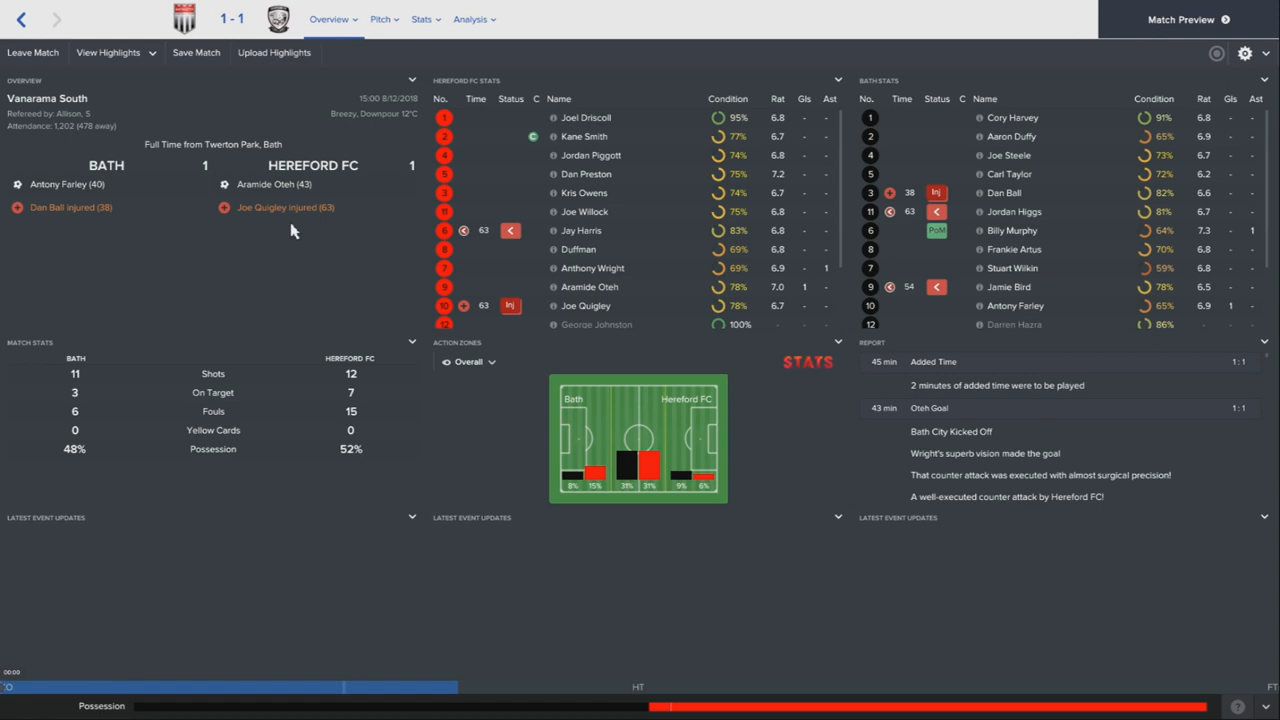 1 - 1
Overview
Pitch
Stats
Analysis
Match Preview
Leave Match
View Highlights
Save Match
Upload Highlights
OVERVIEW
Vanarama South
15:00 8/12/2018
Refereed by: Allison, S
Breezy, Downpour 12°C
Attendance: 1,202 (478 away)
Full Time from Twerton Park, Bath
BATH 1 HEREFORD FC 1
Antony Farley (40)
Aramide Oteh (43)
Dan Ball injured (38)
Joe Quigley injured (63)
HEREFORD FC STATS
No. Time Status C Name Condition Rat Gls Ast
1 Joel Driscoll 95% 6.8 - -
2 C Kane Smith 77% 6.7 - -
4 Jordan Piggott 74% 6.8 - -
5 Dan Preston 75% 7.2 - -
3 Kris Owens 74% 6.7 - -
11 Joe Willock 75% 6.8 - -
6 63 Jay Harris 83% 6.8 - -
8 Duffman 69% 6.8 - -
7 Anthony Wright 69% 6.9 - 1
9 Aramide Oteh 78% 7.0 1 -
10 63 Inj Joe Quigley 78% 6.7 - -
12 George Johnston 100% - - -
BATH STATS
No. Time Status C Name Condition Rat Gls Ast
1 Cory Harvey 91% 6.8 - -
2 Aaron Duffy 65% 6.9 - -
4 Joe Steele 73% 6.7 - -
5 Carl Taylor 72% 6.2 - -
3 38 Inj Dan Ball 82% 6.6 - -
11 63 Jordan Higgs 81% 6.7 - -
6 PoM Billy Murphy 64% 7.3 - 1
8 Frankie Artus 70% 6.8 - -
7 Stuart Wilkin 59% 6.8 - -
9 54 Jamie Bird 78% 6.5 - -
10 Antony Farley 65% 6.9 1 -
12 Darren Hazra 86% - - -
MATCH STATS
BATH HEREFORD FC
11 Shots 12
3 On Target 7
6 Fouls 15
0 Yellow Cards 0
48% Possession 52%
ACTION ZONES
Overall
STATS
Bath Hereford FC
8% 15% 31% 31% 9% 6%
REPORT
45 min Added Time 1 : 1
2 minutes of added time were to be played
43 min Oteh Goal 1 : 1
Bath City Kicked Off
Wright's superb vision made the goal
That counter attack was executed with almost surgical precision!
A well-executed counter attack by Hereford FC!
LATEST EVENT UPDATES
LATEST EVENT UPDATES
LATEST EVENT UPDATES
00:00
HT
FT
Possession